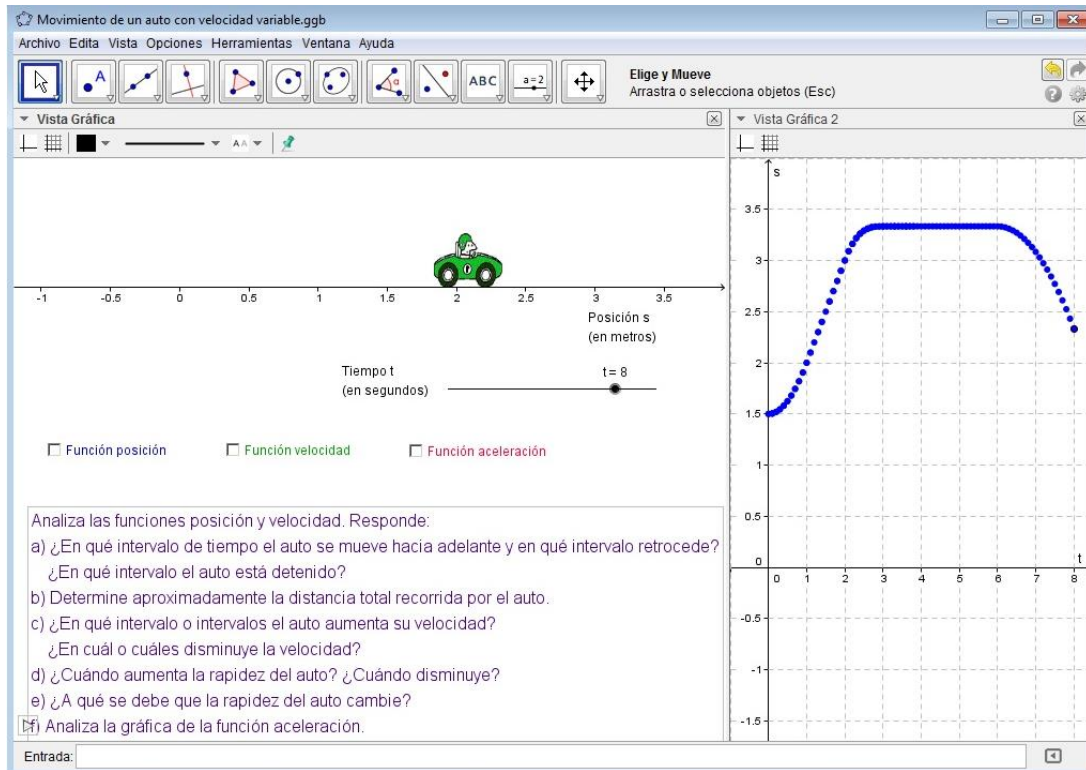 Movimiento de un auto con velocidad variable.ggb
Archivo Edita Vista Opciones Herramientas Ventana Ayuda
A
α
ABC
a=2
Elige y Mueve
Arrastra o selecciona objetos (Esc)
Vista Gráfica
AA
-1 -0.5 0 0.5 1 1.5 2 2.5 3 3.5
Posición s
(en metros)
Tiempo t
(en segundos)
t = 8
Función posición Función velocidad Función aceleración
Analiza las funciones posición y velocidad. Responde:
a) ¿En qué intervalo de tiempo el auto se mueve hacia adelante y en qué intervalo retrocede?
¿En qué intervalo el auto está detenido?
b) Determine aproximadamente la distancia total recorrida por el auto.
c) ¿En qué intervalo o intervalos el auto aumenta su velocidad?
¿En cuál o cuáles disminuye la velocidad?
d) ¿Cuándo aumenta la rapidez del auto? ¿Cuándo disminuye?
e) ¿A qué se debe que la rapidez del auto cambie?
f) Analiza la gráfica de la función aceleración.
Vista Gráfica 2
s
3.5
3
2.5
2
1.5
1
0.5
0
t
0 1 2 3 4 5 6 7 8
-0.5
-1
-1.5
Entrada: